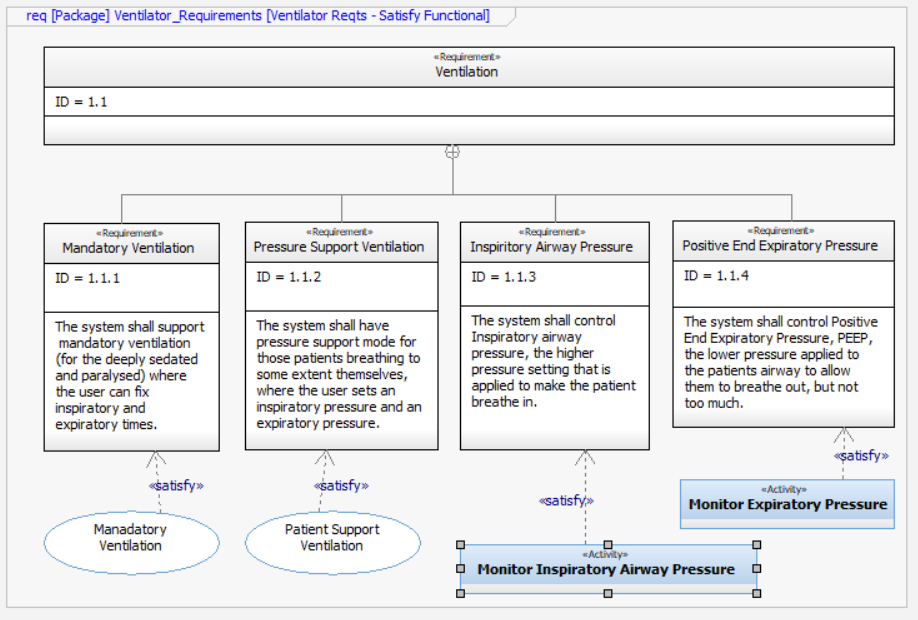 req [Package] Ventilator_Requirements [Ventilator Reqts - Satisfy Functional]
«Requirement»
Ventilation
ID = 1.1
«Requirement»
Mandatory Ventilation
ID = 1.1.1
The system shall support
mandatory ventilation
(for the deeply sedated
and paralysed) where
the user can fix
inspiratory and
expiratory times.
«Requirement»
Pressure Support Ventilation
ID = 1.1.2
The system shall have
pressure support mode for
those patients breathing to
some extent themselves,
where the user sets an
inspiratory pressure and an
expiratory pressure.
«Requirement»
Inspiritory Airway Pressure
ID = 1.1.3
The system shall control
Inspiratory airway
pressure, the higher
pressure setting that is
applied to make the patient
breathe in.
«Requirement»
Positive End Expiratory Pressure
ID = 1.1.4
The system shall control Positive
End Expiratory Pressure, PEEP,
the lower pressure applied to
the patients airway to allow
them to breathe out, but not
too much.
«satisfy»
«satisfy»
«satisfy»
«satisfy»
Manadatory
Ventilation
Patient Support
Ventilation
«Activity»
Monitor Inspiratory Airway Pressure
«Activity»
Monitor Expiratory Pressure